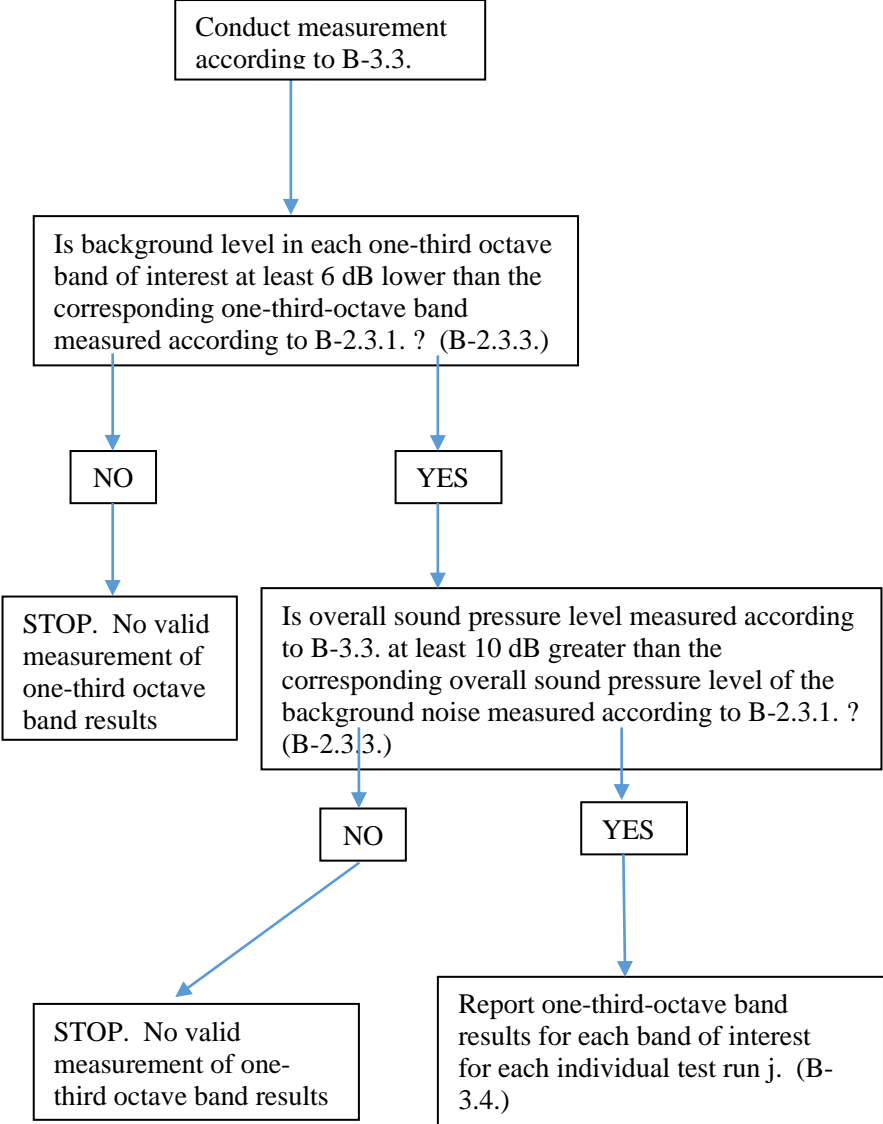 Conduct measurement
according to B-3.3.
Is background level in each one-third octave
band of interest at least 6 dB lower than the
corresponding one-third-octave band
measured according to B-2.3.1. ?  (B-2.3.3.)
NO
YES
STOP.  No valid
measurement of
one-third octave
band results
Is overall sound pressure level measured according
to B-3.3. at least 10 dB greater than the
corresponding overall sound pressure level of the
background noise measured according to B-2.3.1. ?
(B-2.3.3.)
NO
YES
STOP.  No valid
measurement of one-
third octave band results
Report one-third-octave band
results for each band of interest
for each individual test run j.  (B-
3.4.)